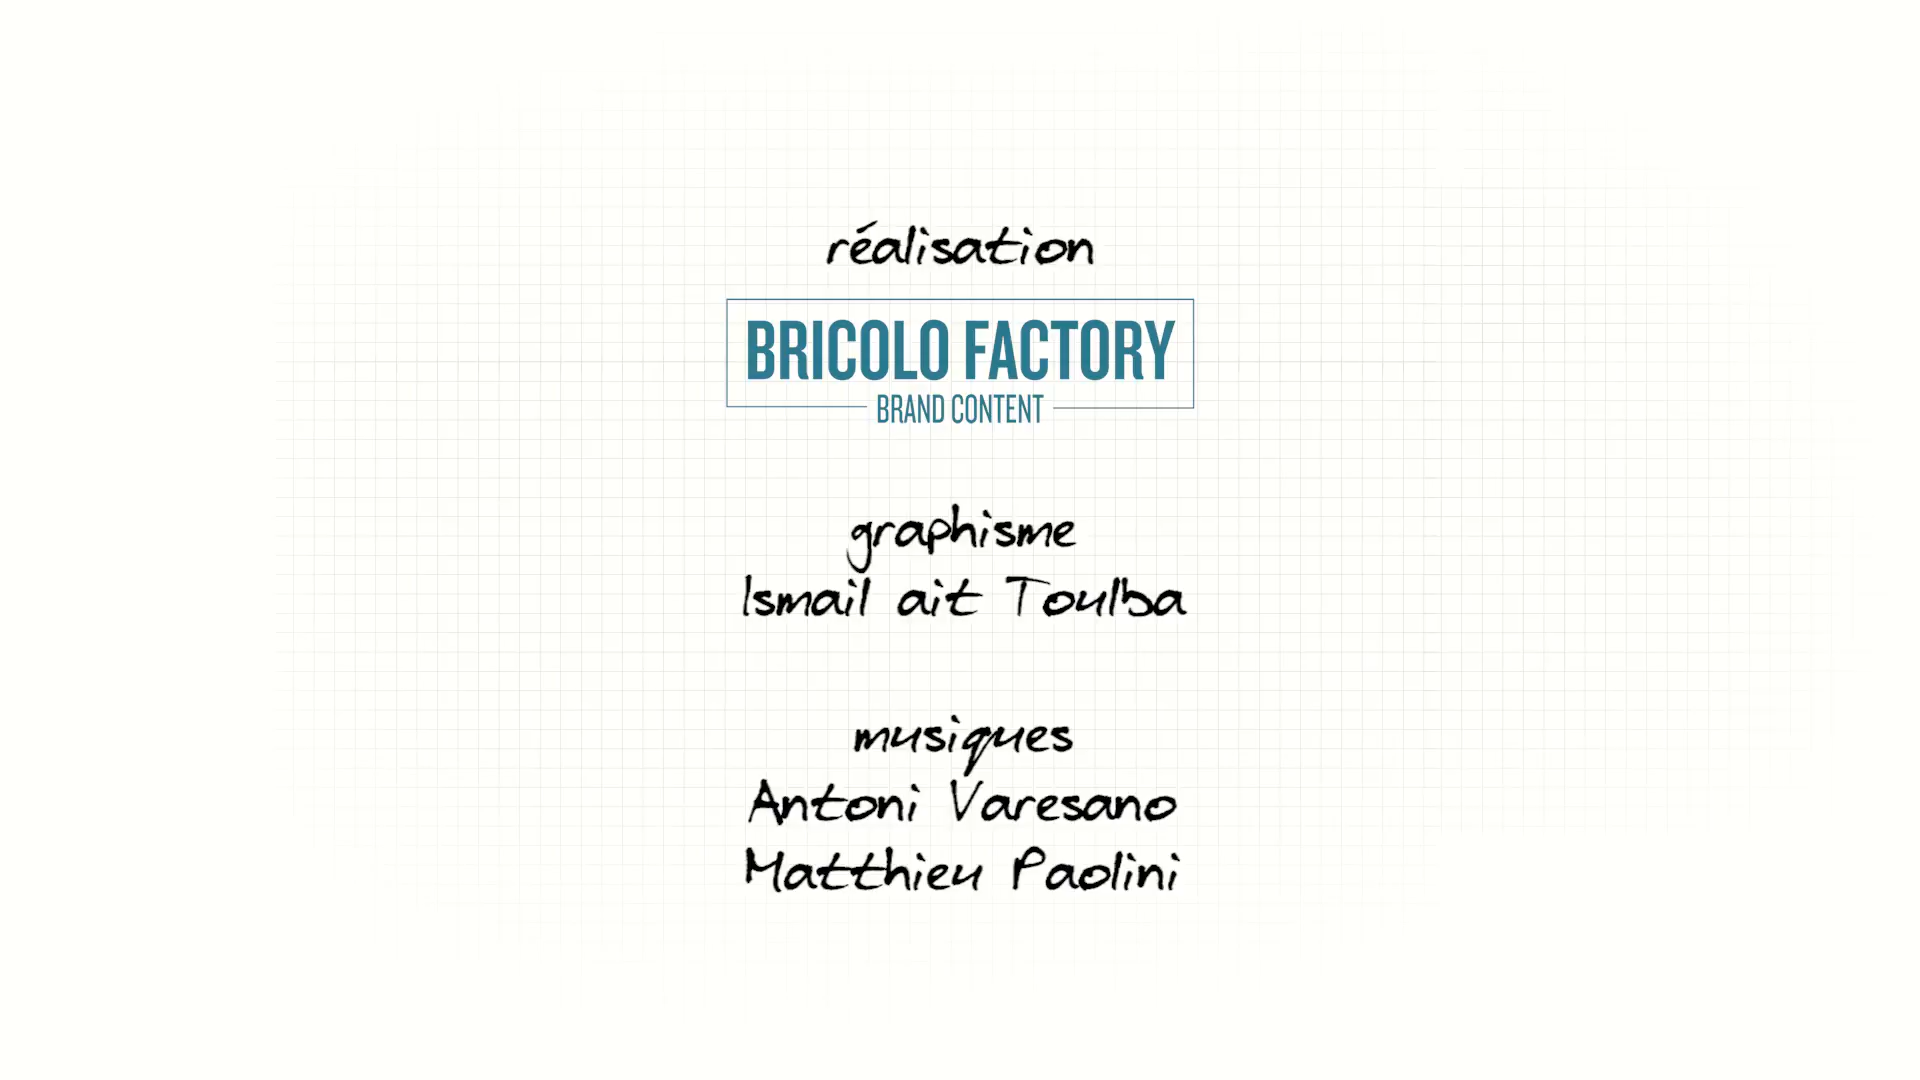 réalisation
BRICOLO FACTORY
BRAND CONTENT
graphisme
Ismail ait Toulba
musiques
Antoni Varesano
Matthieu Paolini